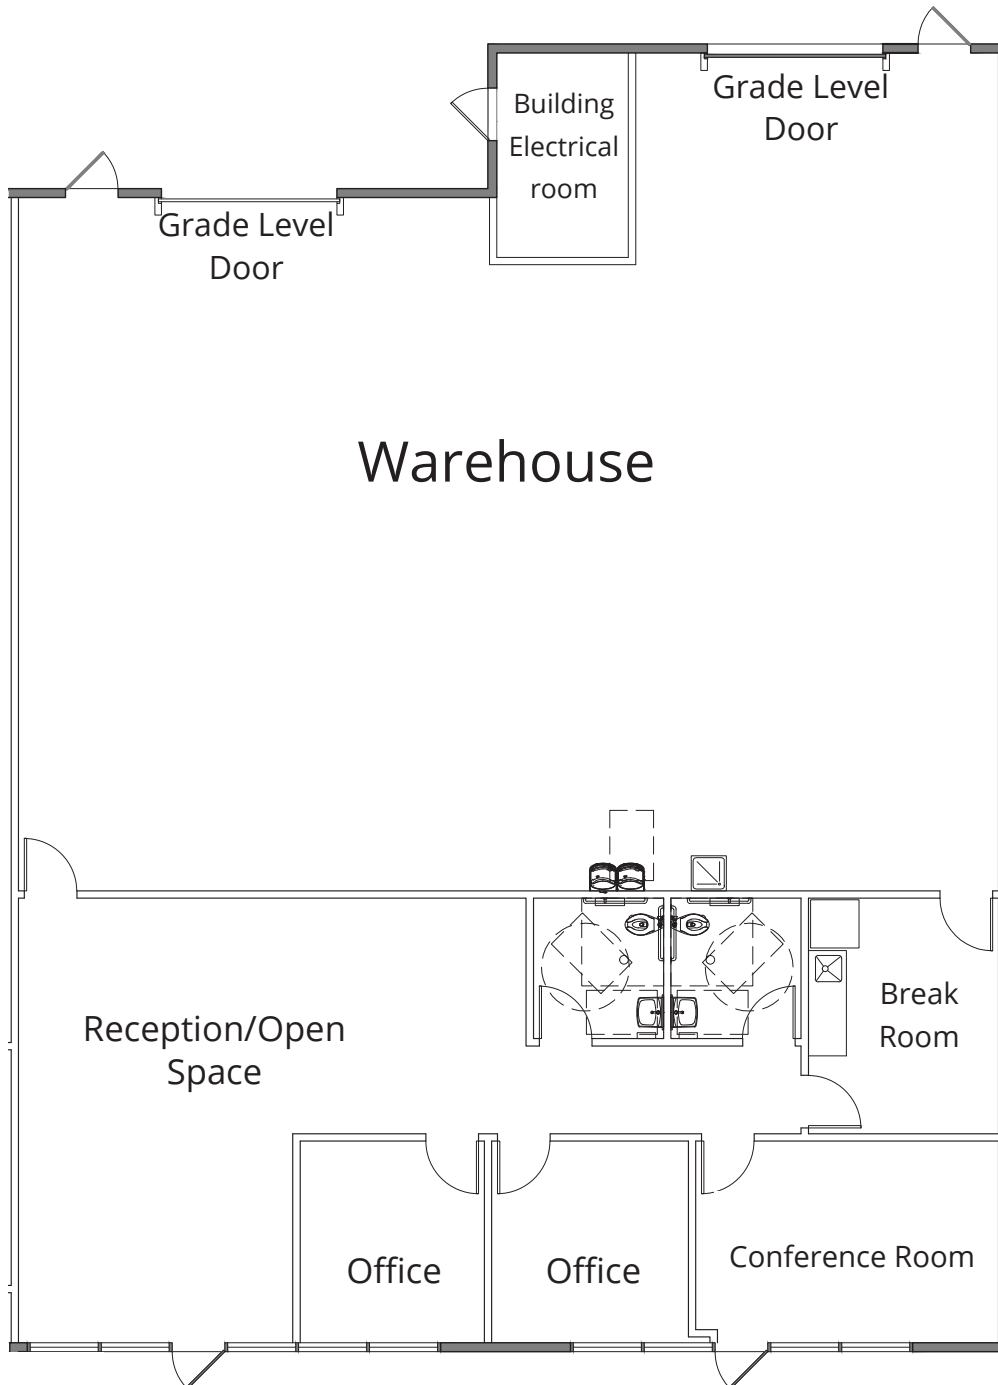 Grade Level
Door
Building
Electrical
room
Grade Level
Door
Warehouse
Reception/Open
Space
Break
Room
Office
Office
Conference Room